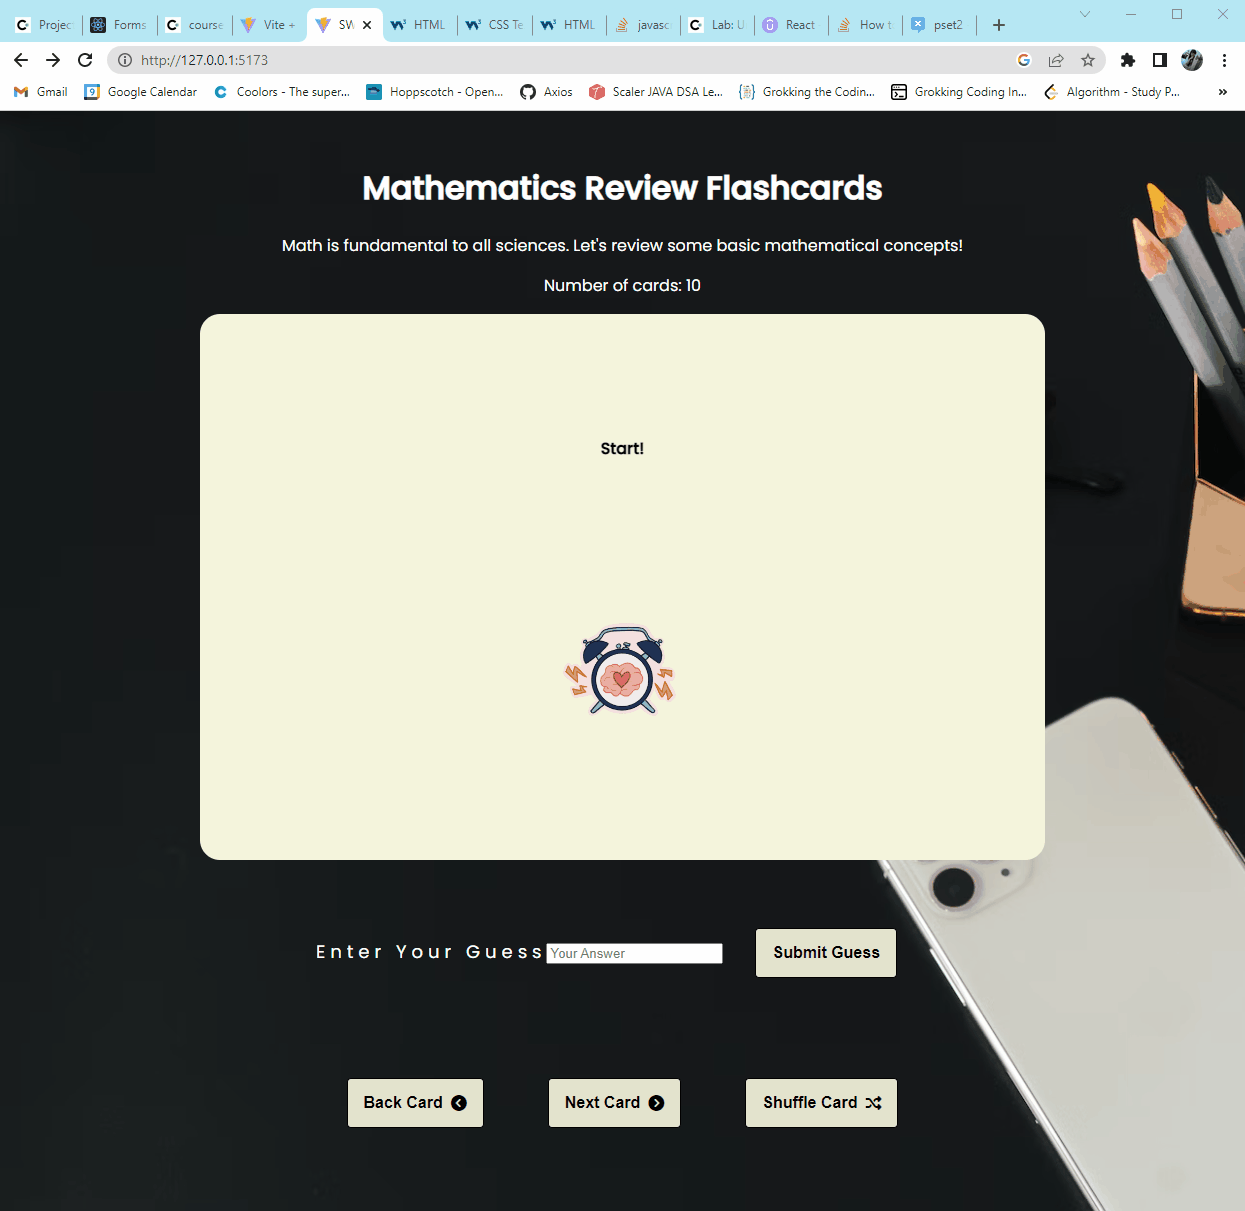 Projec
Forms
course
Vite +
SW
HTML
CSS Te
HTML
javasc
Lab: U
React
How to
pset2
http://127.0.0.1:5173
Gmail
Google Calendar
Coolors - The super...
Hoppscotch - Open...
Axios
Scaler JAVA DSA Le...
Grokking the Codin...
Grokking Coding In...
Algorithm - Study P...
Mathematics Review Flashcards
Math is fundamental to all sciences. Let's review some basic mathematical concepts!
Number of cards: 10
Start!
Enter Your Guess
Your Answer
Submit Guess
Back Card
Next Card
Shuffle Card